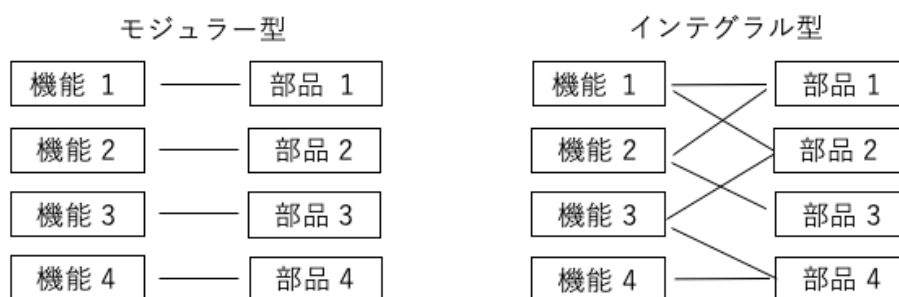 モジュラー型
機能 1
部品 1
機能 2
部品 2
機能 3
部品 3
機能 4
部品 4
インテグラル型
機能 1
部品 1
機能 2
部品 2
機能 3
部品 3
機能 4
部品 4